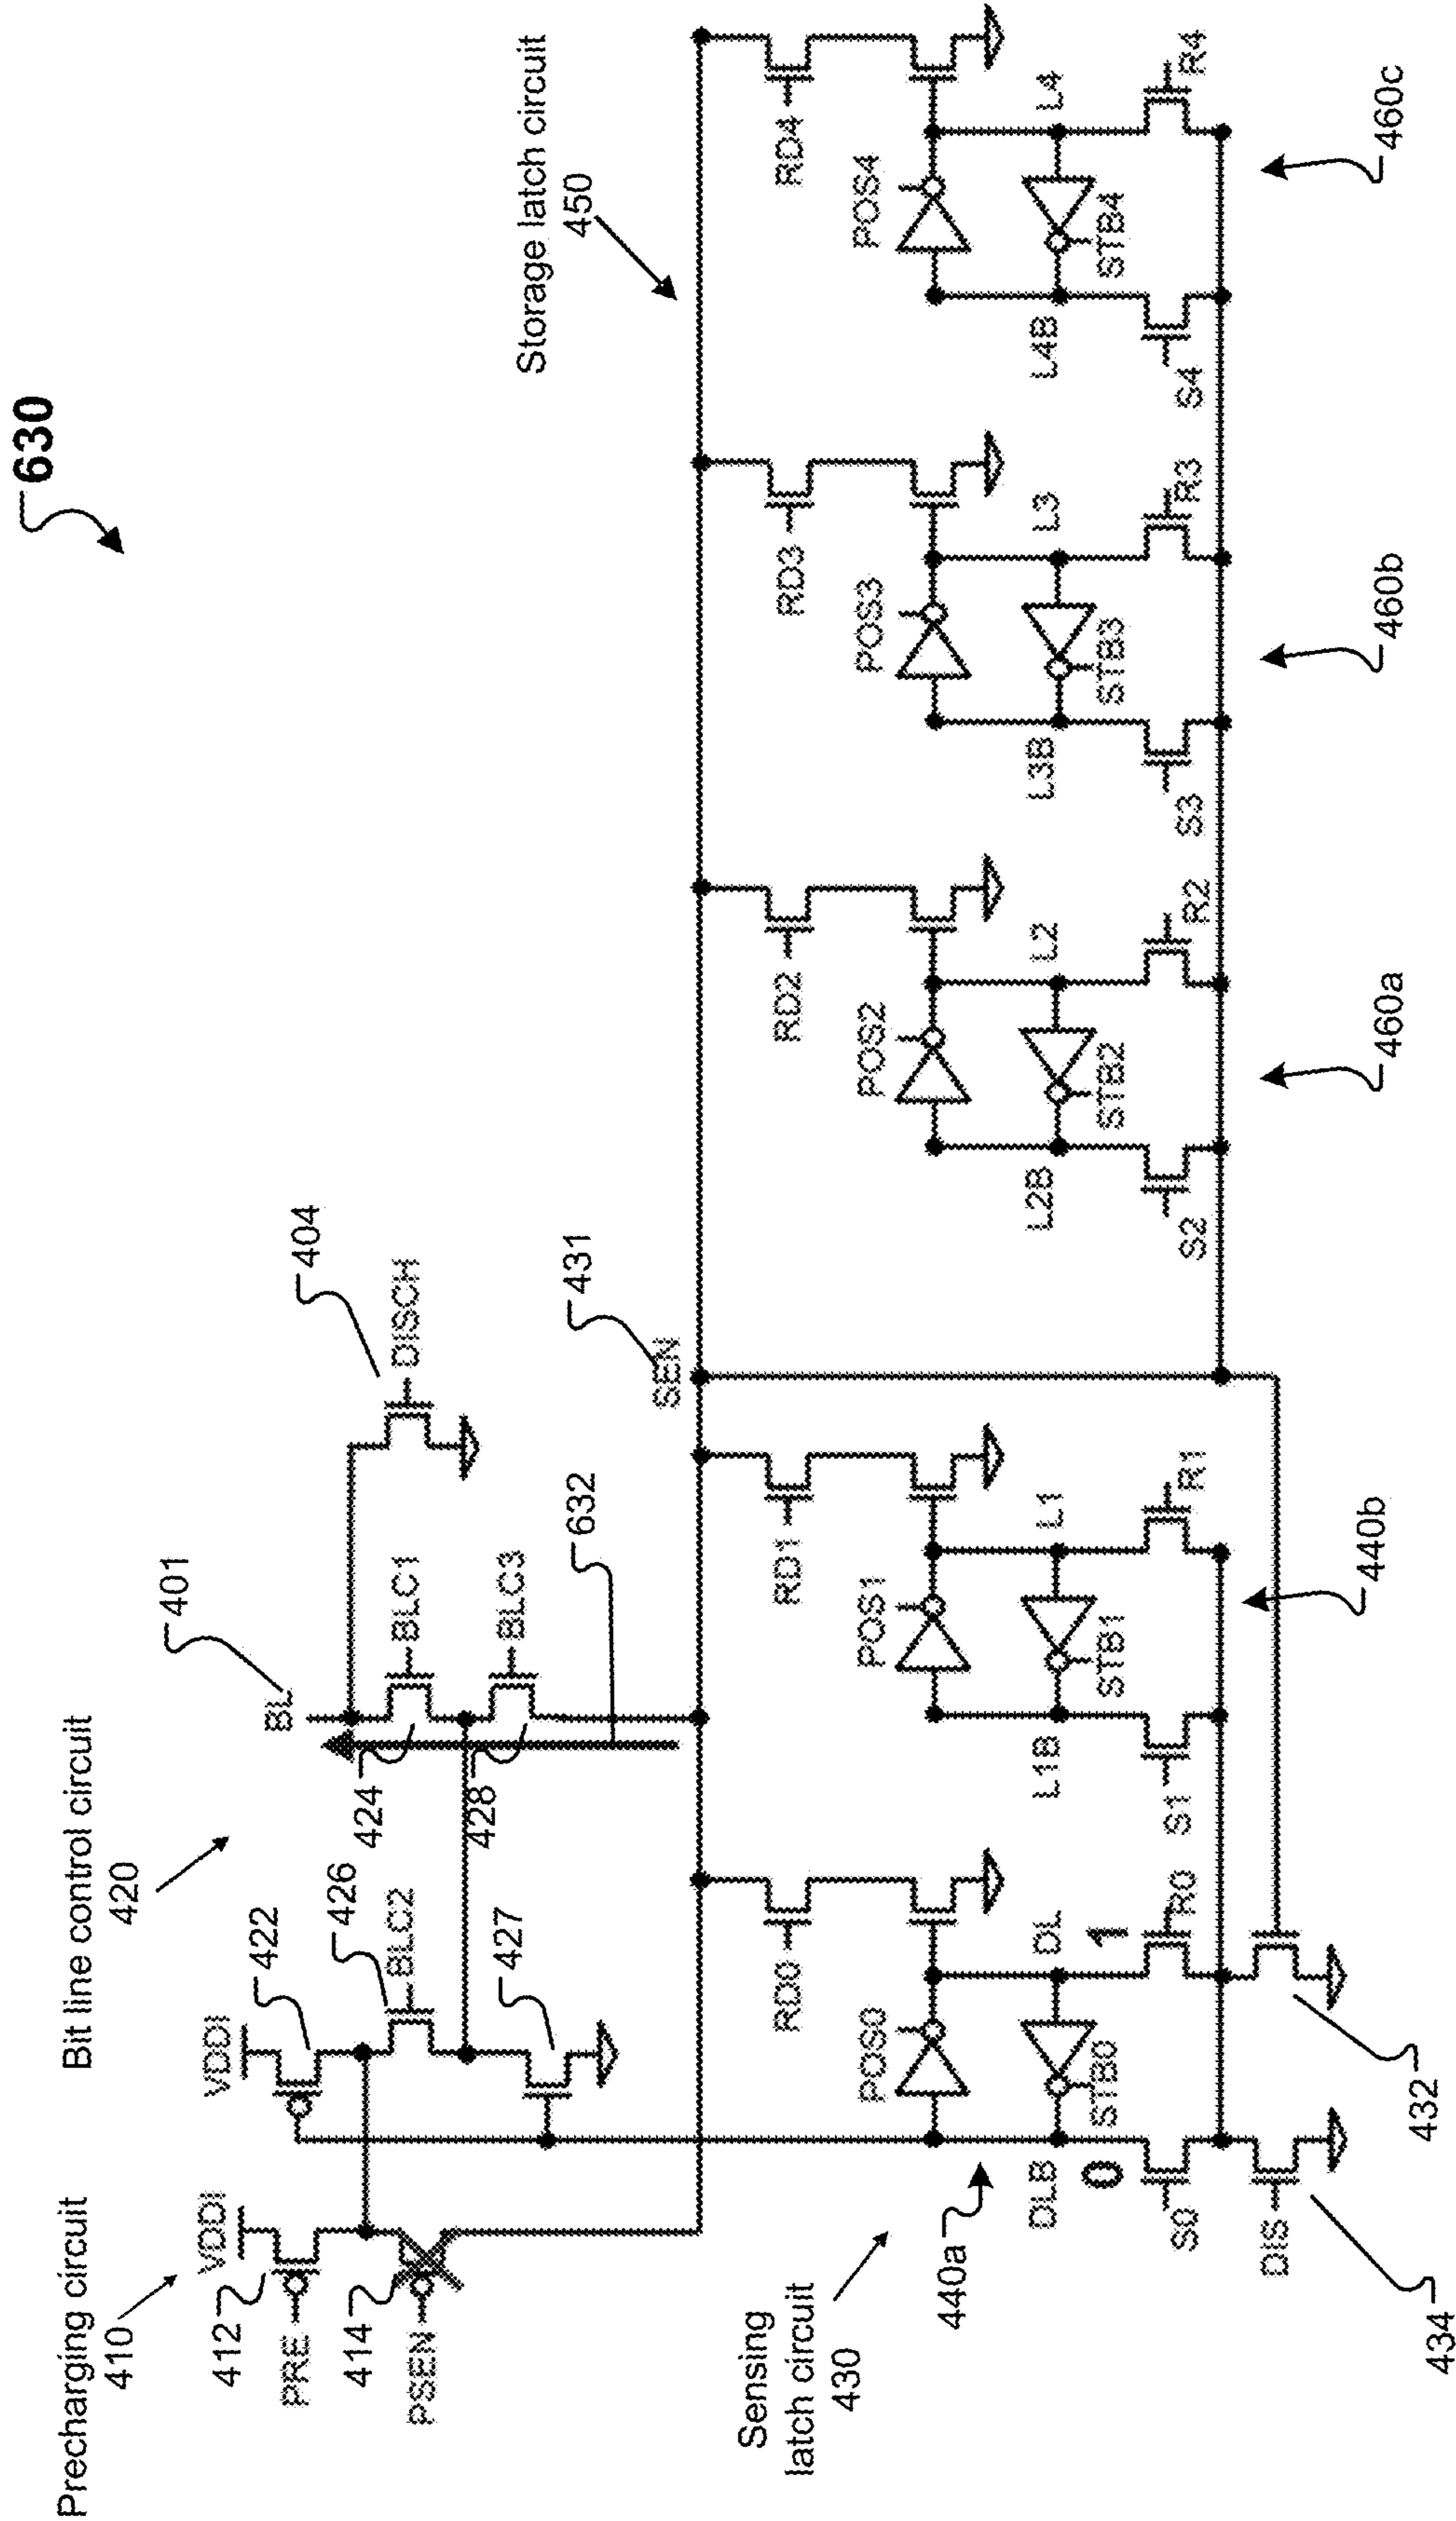 630
Precharging circuit
410
Bit line control circuit
420
VDDI
412
PRE
414
PSEN
VDDI
422
426
BLC2
427
BL
401
424
BLC1
428
BLC3
632
404
DISCH
SEN
431
Storage latch circuit
450
Sensing
latch circuit
430
440a
RD0
POS0
DLB
DL
STB0
0
1
S0
R0
DIS
434
432
RD1
POS1
L1B
L1
STB1
S1
R1
440b
RD2
POS2
L2B
L2
STB2
S2
R2
460a
RD3
POS3
L3B
L3
STB3
S3
R3
460b
RD4
POS4
L4B
L4
STB4
S4
R4
460c